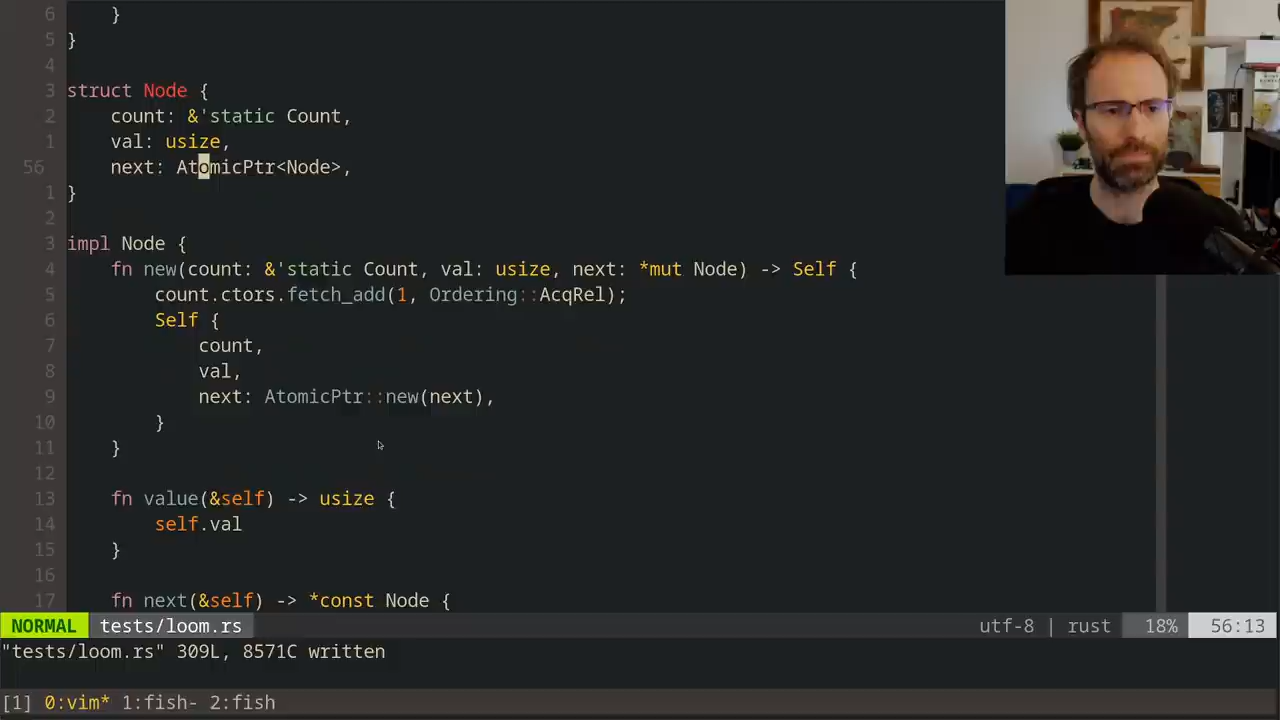 6 }
5 }
4
3 struct Node {
2 count: &'static Count,
1 val: usize,
56 next: AtomicPtr<Node>,
1 }
2
3 impl Node {
4 fn new(count: &'static Count, val: usize, next: *mut Node) -> Self {
5 count.ctors.fetch_add(1, Ordering::AcqRel);
6 Self {
7 count,
8 val,
9 next: AtomicPtr::new(next),
10 }
11 }
12
13 fn value(&self) -> usize {
14 self.val
15 }
16
17 fn next(&self) -> *const Node {
NORMAL tests/loom.rs utf-8 | rust 18% 56:13
"tests/loom.rs" 309L, 8571C written
[1] 0:vim* 1:fish- 2:fish